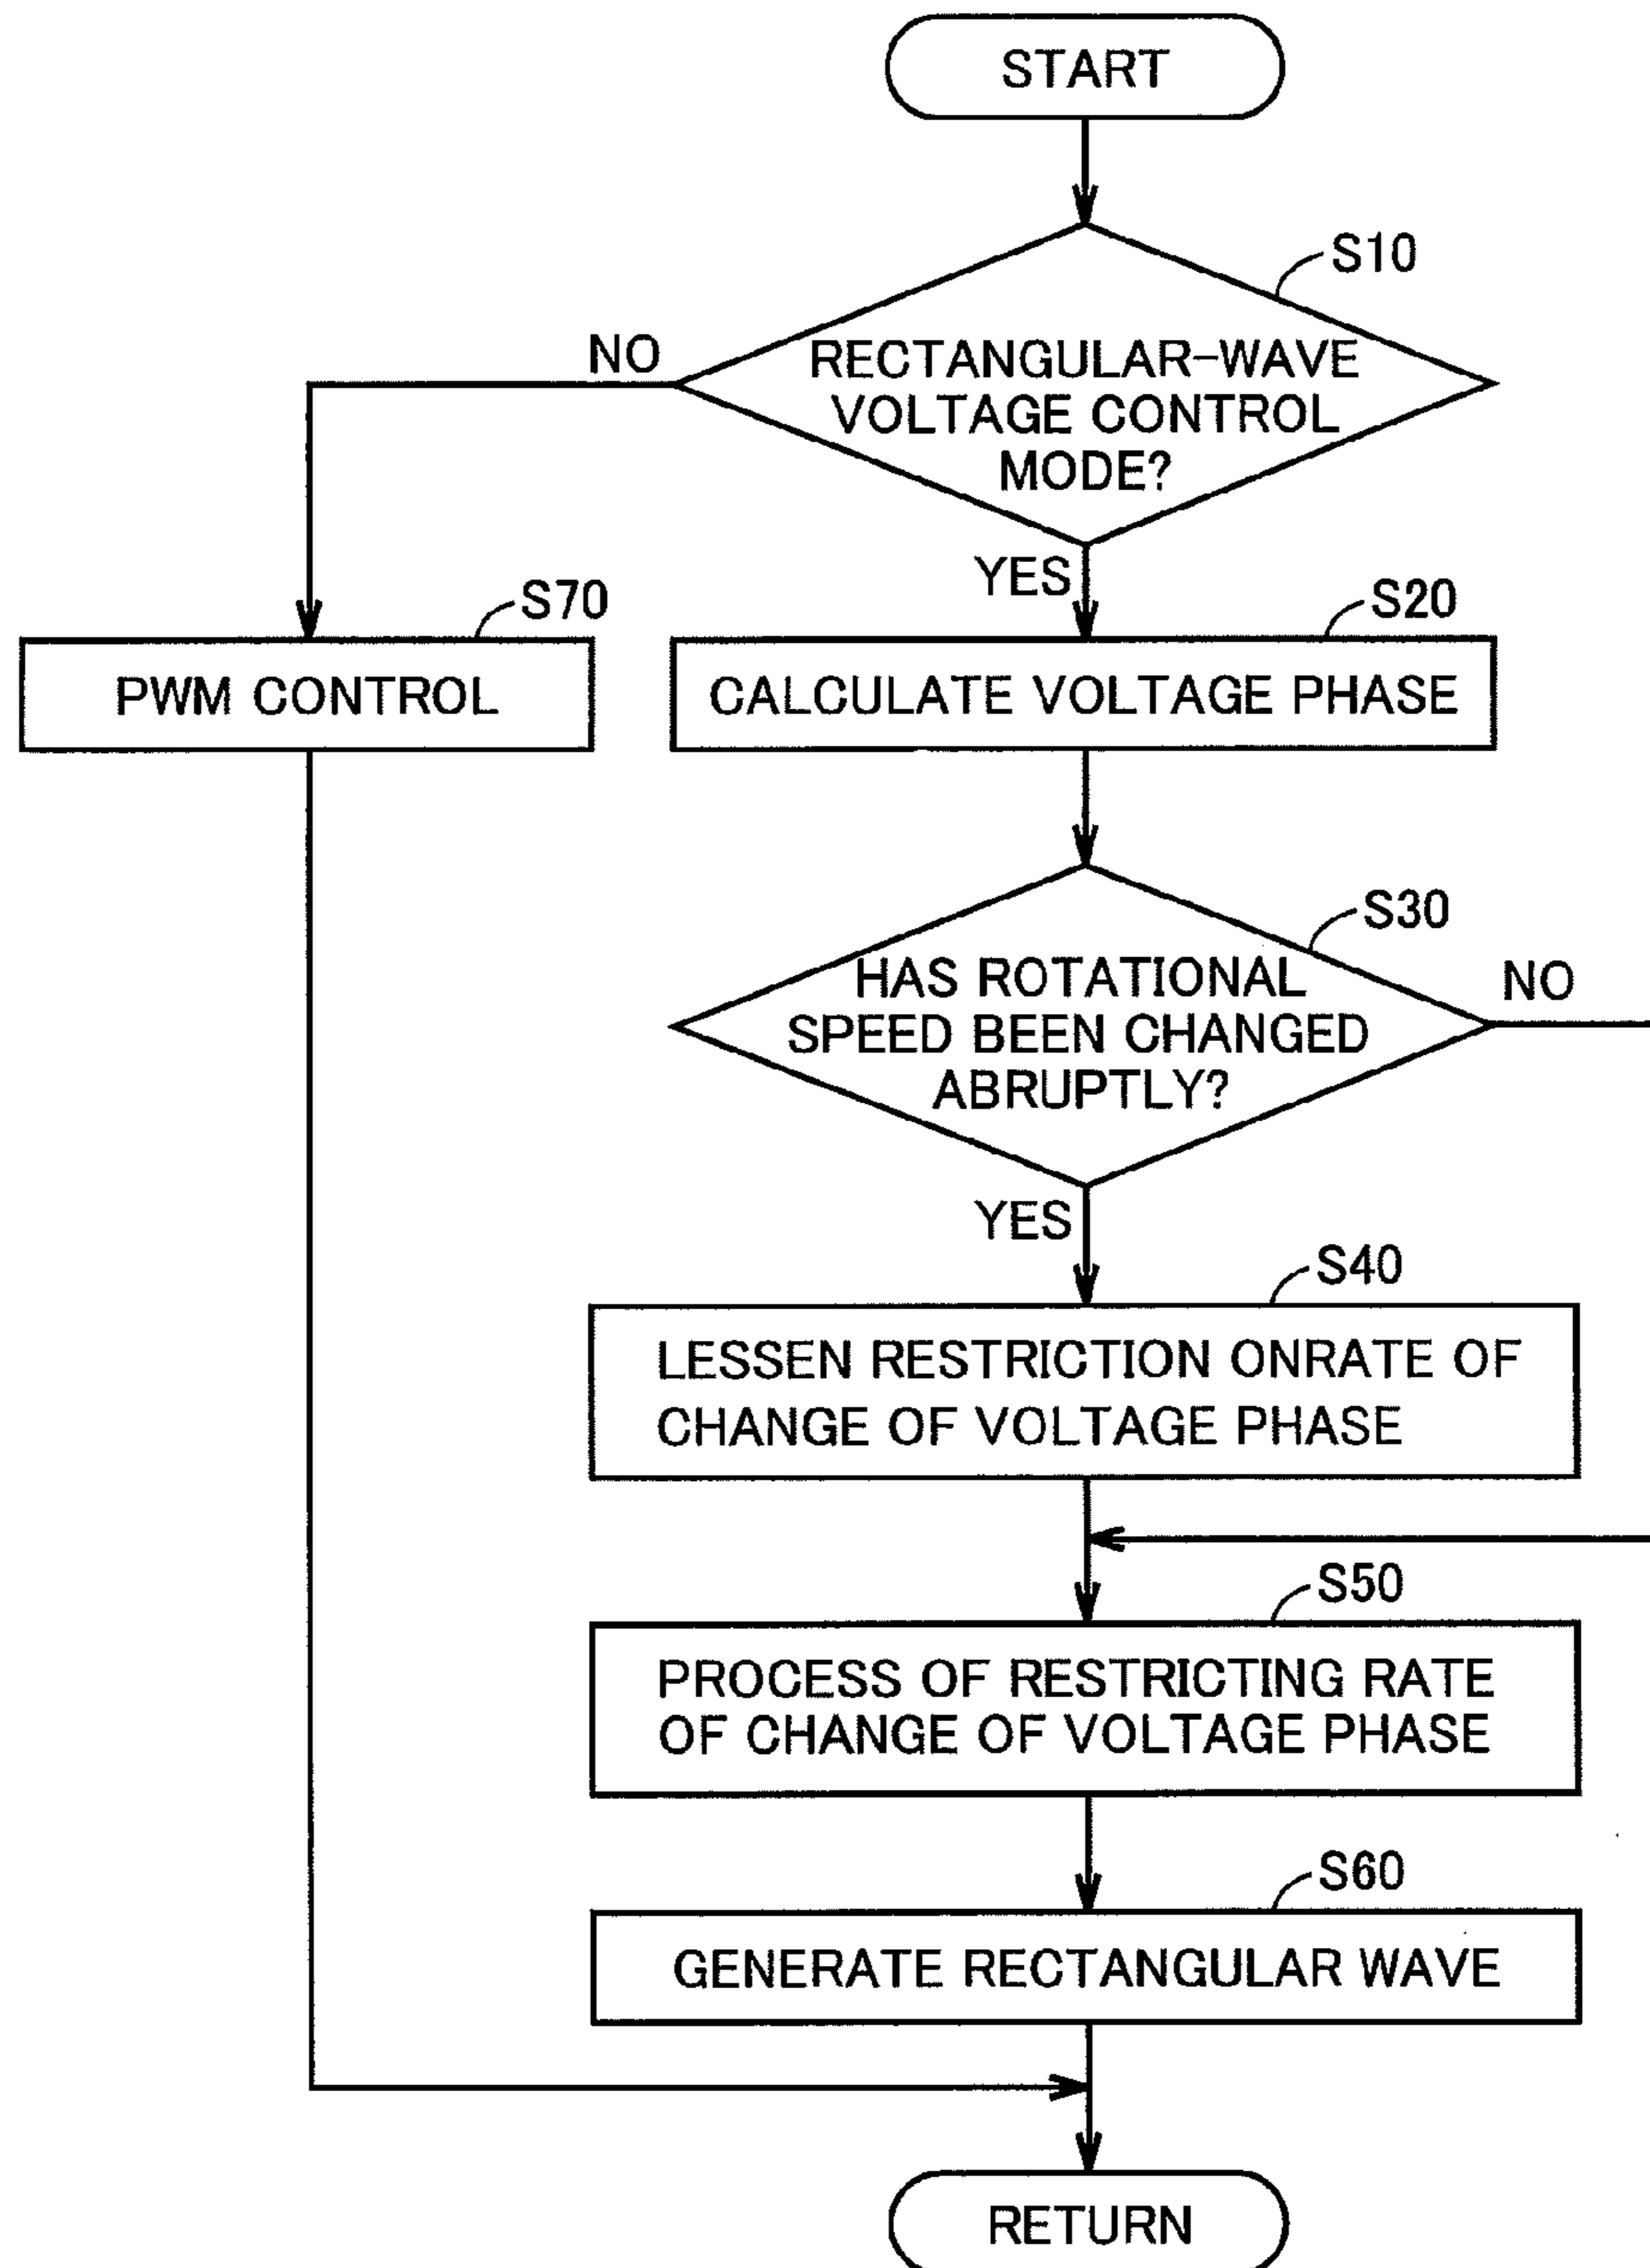 START
S10
NO
RECTANGULAR-WAVE
VOLTAGE CONTROL
MODE?
YES
S70
S20
PWM CONTROL
CALCULATE VOLTAGE PHASE
S30
HAS ROTATIONAL
SPEED BEEN CHANGED
ABRUPTLY?
NO
YES
S40
LESSEN RESTRICTION ONRATE OF
CHANGE OF VOLTAGE PHASE
S50
PROCESS OF RESTRICTING RATE
OF CHANGE OF VOLTAGE PHASE
S60
GENERATE RECTANGULAR WAVE
RETURN